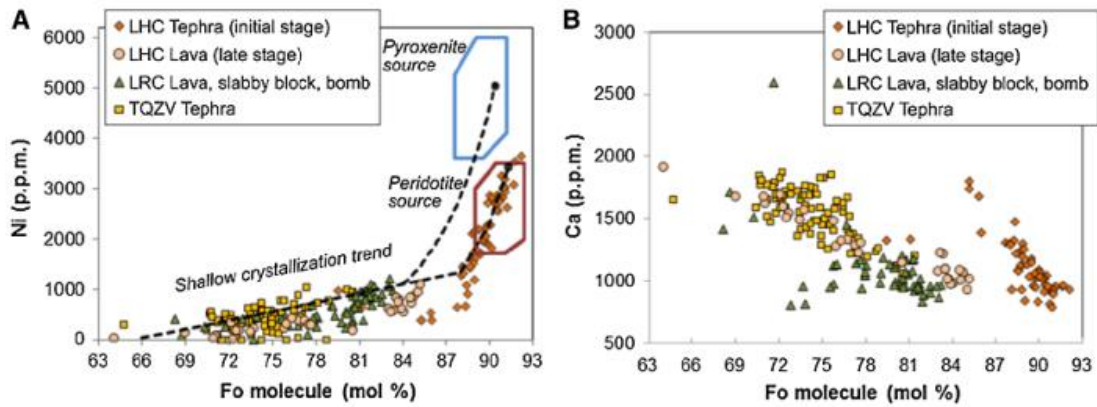 A
LHC Tephra (initial stage)
LHC Lava (late stage)
LRC Lava, slabby block, bomb
TQZV Tephra
Pyroxenite
source
Peridotite
source
Shallow crystallization trend
Ni (p.p.m.)
6000
5000
4000
3000
2000
1000
0
63 66 69 72 75 78 81 84 87 90 93
Fo molecule (mol %)
B
LHC Tephra (initial stage)
LHC Lava (late stage)
LRC Lava, slabby block, bomb
TQZV Tephra
Ca (p.p.m.)
3000
2500
2000
1500
1000
500
63 66 69 72 75 78 81 84 87 90 93
Fo molecule (mol %)